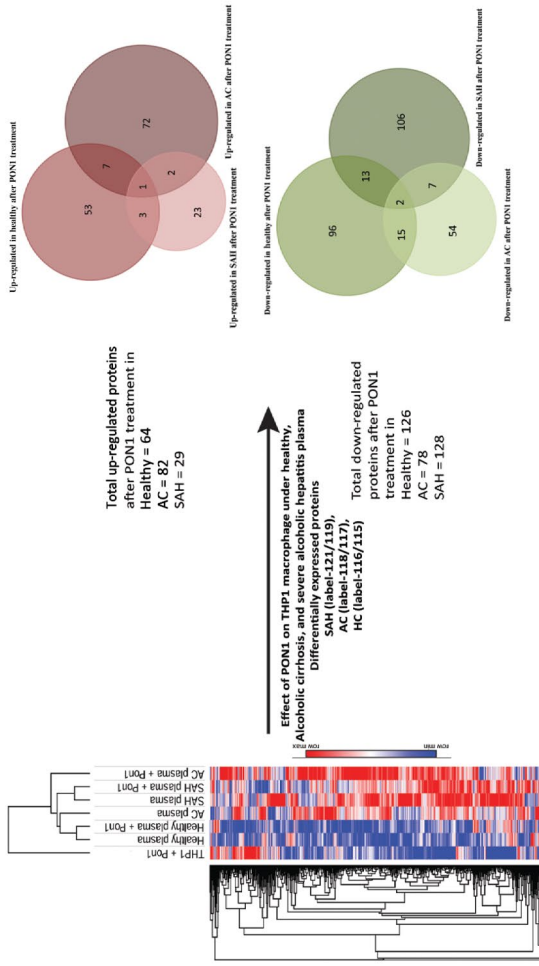 THP1 + Pon1
Healthy plasma
Healthy plasma + Pon1
AC plasma
SAH plasma
SAH plasma + Pon1
AC plasma + Pon1
row min
row max
Effect of PON1 on THP1 macrophage under healthy,
Alcoholic cirrhosis, and severe alcoholic hepatitis plasma
Differentially expressed proteins
SAH (label-121/119),
AC (label-118/117),
HC (label-116/115)
Total up-regulated proteins
after PON1 treatment in
Healthy = 64
AC = 82
SAH = 29
Total down-regulated
proteins after PON1
treatment in
Healthy = 126
AC = 78
SAH = 128
Up-regulated in healthy after PON1 treatment
53
7
72
1
3
2
23
Up-regulated in SAH after PON1 treatment
Up-regulated in AC after PON1 treatment
Down-regulated in healthy after PON1 treatment
96
13
106
2
15
7
54
Down-regulated in AC after PON1 treatment
Down-regulated in SAH after PON1 treatment